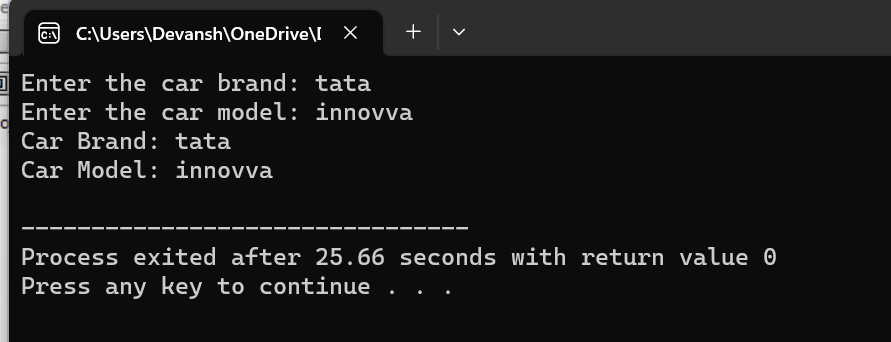 C:\Users\Devansh\OneDrive\
Enter the car brand: tata
Enter the car model: innovva
Car Brand: tata
Car Model: innovva
--------------------------------
Process exited after 25.66 seconds with return value 0
Press any key to continue . . .